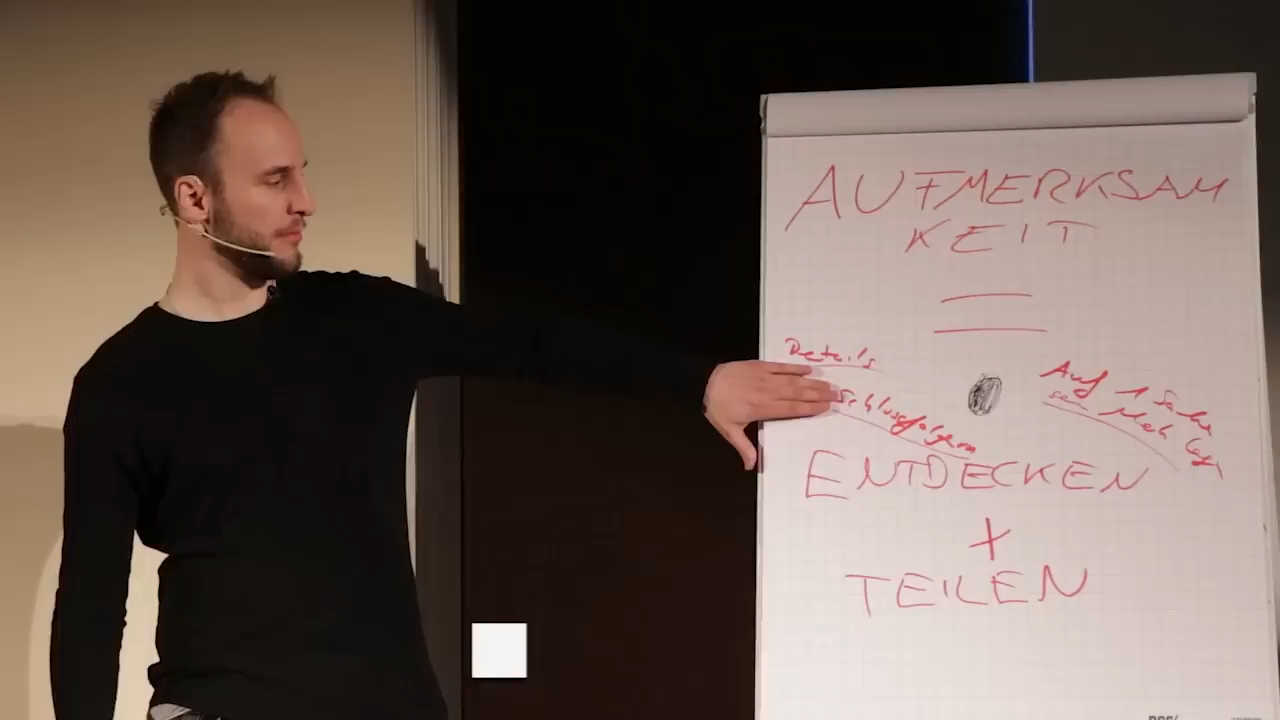 AUFMERKSAM
KEIT
=
Details
Schlussfolgern
Auf 1 Sache
ENTDECKEN
+
TEILEN